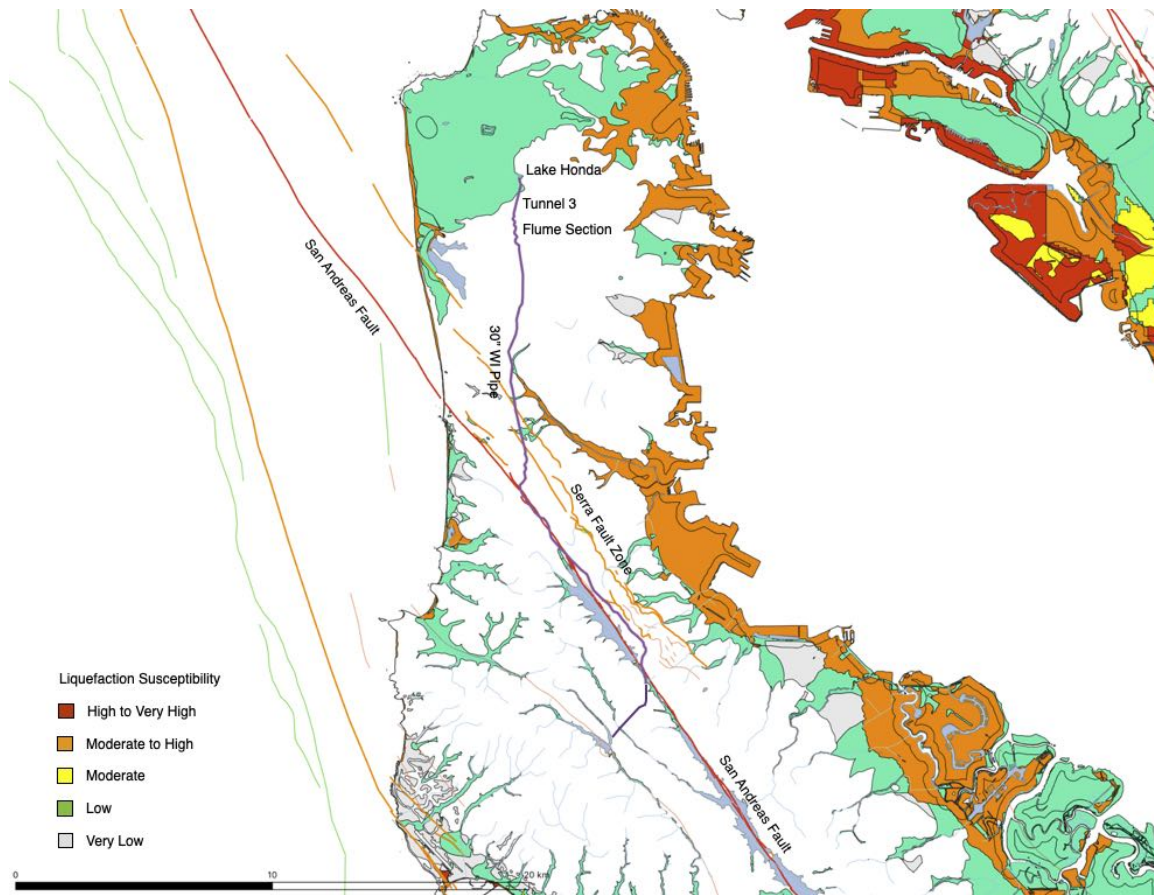 Lake Honda
Tunnel 3
Flume Section
San Andreas Fault
30" WI Pipe
Serra Fault Zone
San Andreas Fault
Liquefaction Susceptibility
High to Very High
Moderate to High
Moderate
Low
Very Low
0
10
20 km